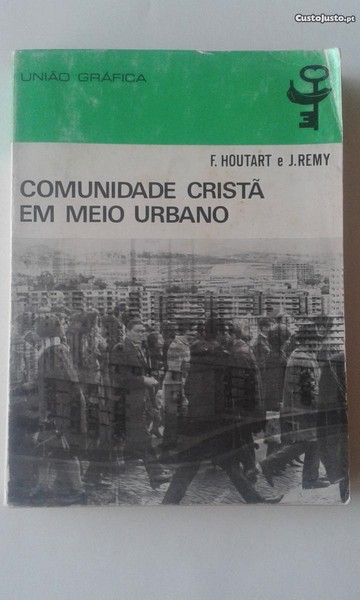 CustoJusto.pt
UNIÃO GRÁFICA
F. HOUTART e J. REMY
COMUNIDADE CRISTÃ
EM MEIO URBANO